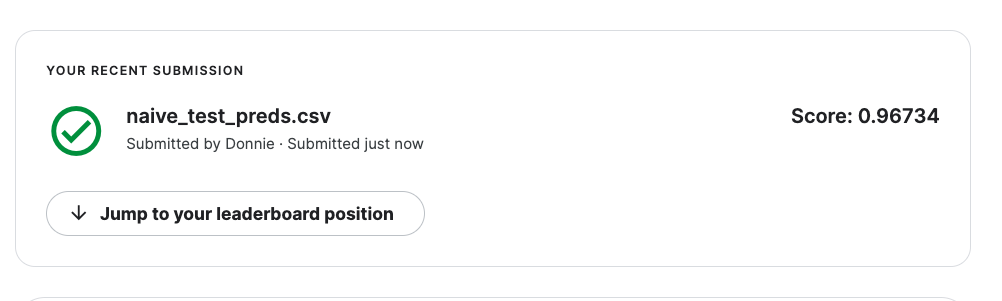 YOUR RECENT SUBMISSION
naive_test_preds.csv
Score: 0.96734
Submitted by Donnie · Submitted just now
Jump to your leaderboard position